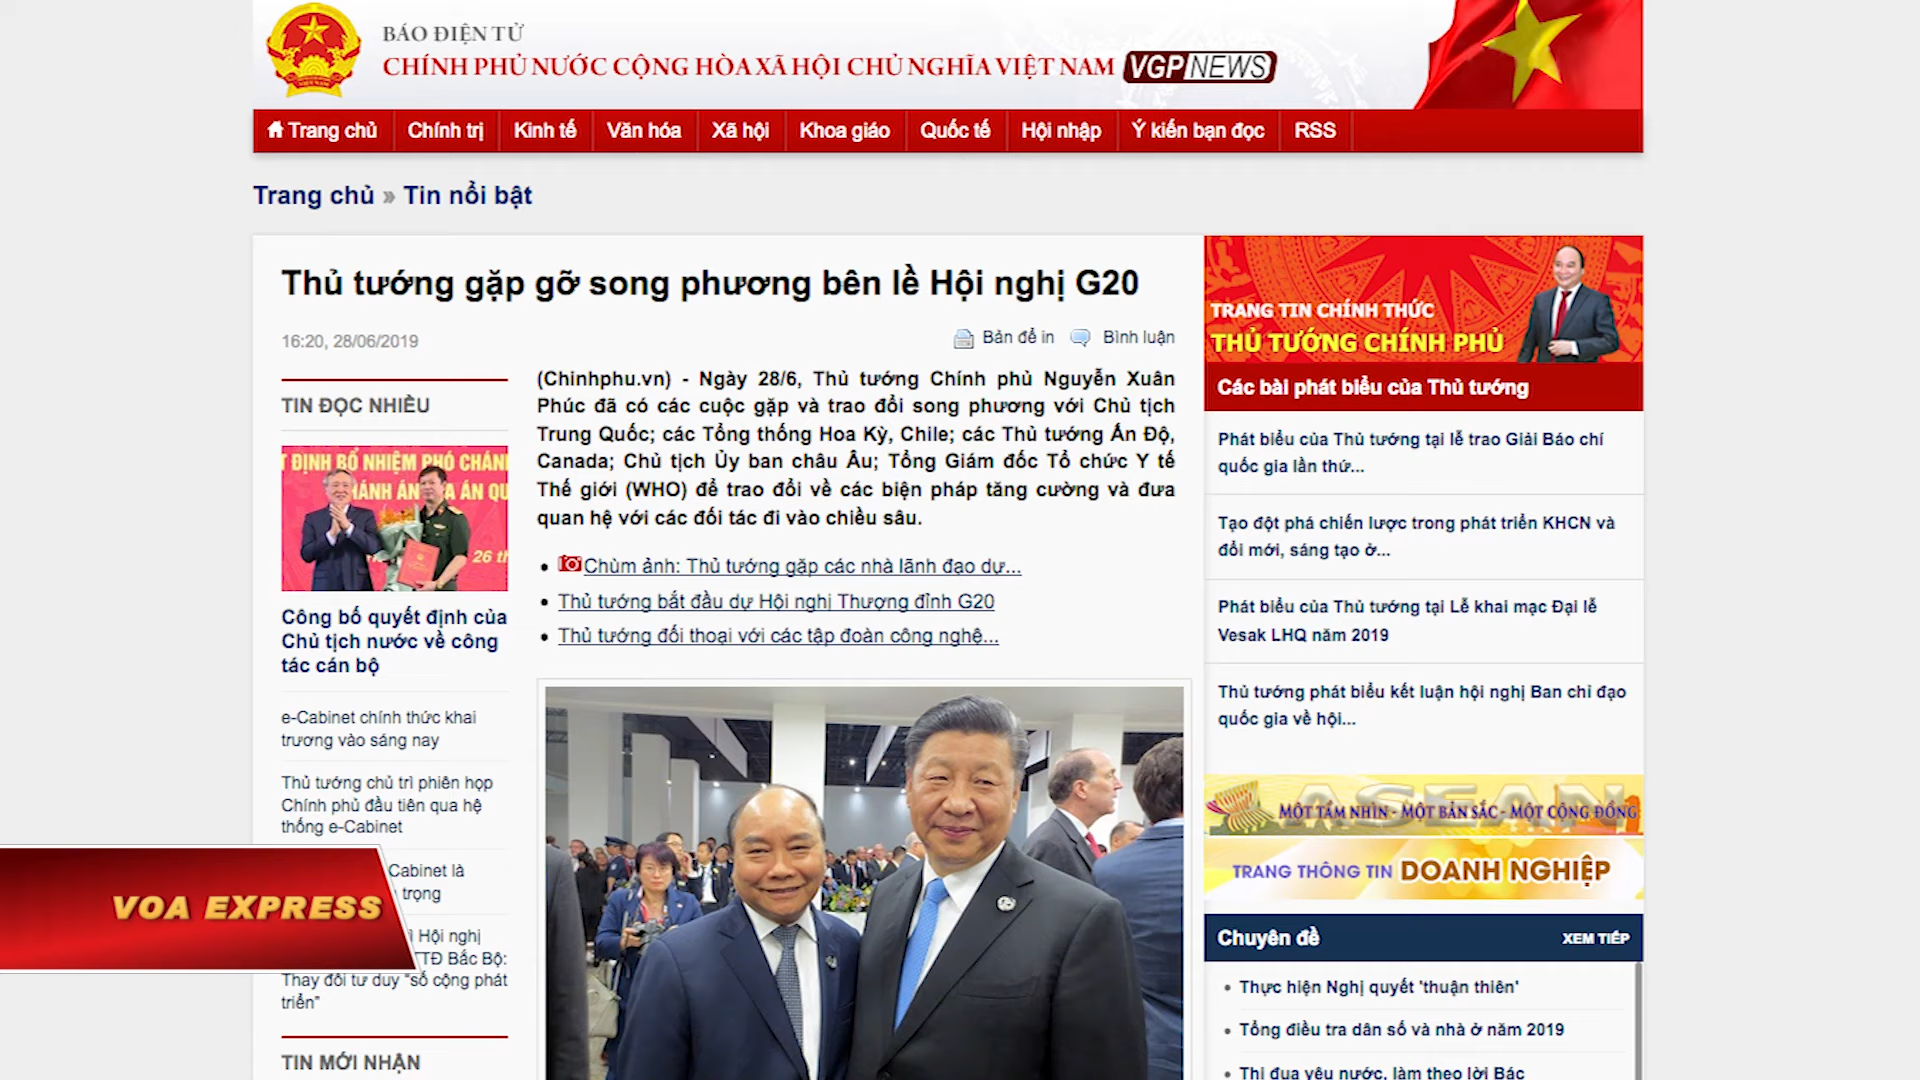 BÁO ĐIỆN TỬ
CHÍNH PHỦ NƯỚC CỘNG HÒA XÃ HỘI CHỦ NGHĨA VIỆT NAM
VGP NEWS
Trang chủ
Chính trị
Kinh tế
Văn hóa
Xã hội
Khoa giáo
Quốc tế
Hội nhập
Ý kiến bạn đọc
RSS
Trang chủ » Tin nổi bật
Thủ tướng gặp gỡ song phương bên lề Hội nghị G20
16:20, 28/06/2019
Bản để in
Bình luận
TIN ĐỌC NHIỀU
T ĐỊNH BỔ NHIỆM PHÓ CHÁN
HÁNH ÁN
A ÁN QU
26 th
Công bố quyết định của
Chủ tịch nước về công
tác cán bộ
e-Cabinet chính thức khai
trương vào sáng nay
Thủ tướng chủ trì phiên họp
Chính phủ đầu tiên qua hệ
thống e-Cabinet
Cabinet là
trọng
Hội nghị
TĐ Bắc Bộ:
Thay đổi tư duy "số cộng phát
triển"
TIN MỚI NHẬN
VOA EXPRESS
(Chinhphu.vn) - Ngày 28/6, Thủ tướng Chính phủ Nguyễn Xuân
Phúc đã có các cuộc gặp và trao đổi song phương với Chủ tịch
Trung Quốc; các Tổng thống Hoa Kỳ, Chile; các Thủ tướng Ấn Độ,
Canada; Chủ tịch Ủy ban châu Âu; Tổng Giám đốc Tổ chức Y tế
Thế giới (WHO) để trao đổi về các biện pháp tăng cường và đưa
quan hệ với các đối tác đi vào chiều sâu.
Chùm ảnh: Thủ tướng gặp các nhà lãnh đạo dự...
Thủ tướng bắt đầu dự Hội nghị Thượng đỉnh G20
Thủ tướng đối thoại với các tập đoàn công nghệ...
TRANG TIN CHÍNH THỨC
THỦ TƯỚNG CHÍNH PHỦ
Các bài phát biểu của Thủ tướng
Phát biểu của Thủ tướng tại lễ trao Giải Báo chí
quốc gia lần thứ...
Tạo đột phá chiến lược trong phát triển KHCN và
đổi mới, sáng tạo ở...
Phát biểu của Thủ tướng tại Lễ khai mạc Đại lễ
Vesak LHQ năm 2019
Thủ tướng phát biểu kết luận hội nghị Ban chỉ đạo
quốc gia về hội...
ASEAN
MỘT TẦM NHÌN - MỘT BẢN SẮC - MỘT CỘNG ĐỒNG
TRANG THÔNG TIN DOANH NGHIỆP
Chuyên đề
XEM TIẾP
Thực hiện Nghị quyết 'thuận thiên'
Tổng điều tra dân số và nhà ở năm 2019
Thi đua yêu nước, làm theo lời Bác